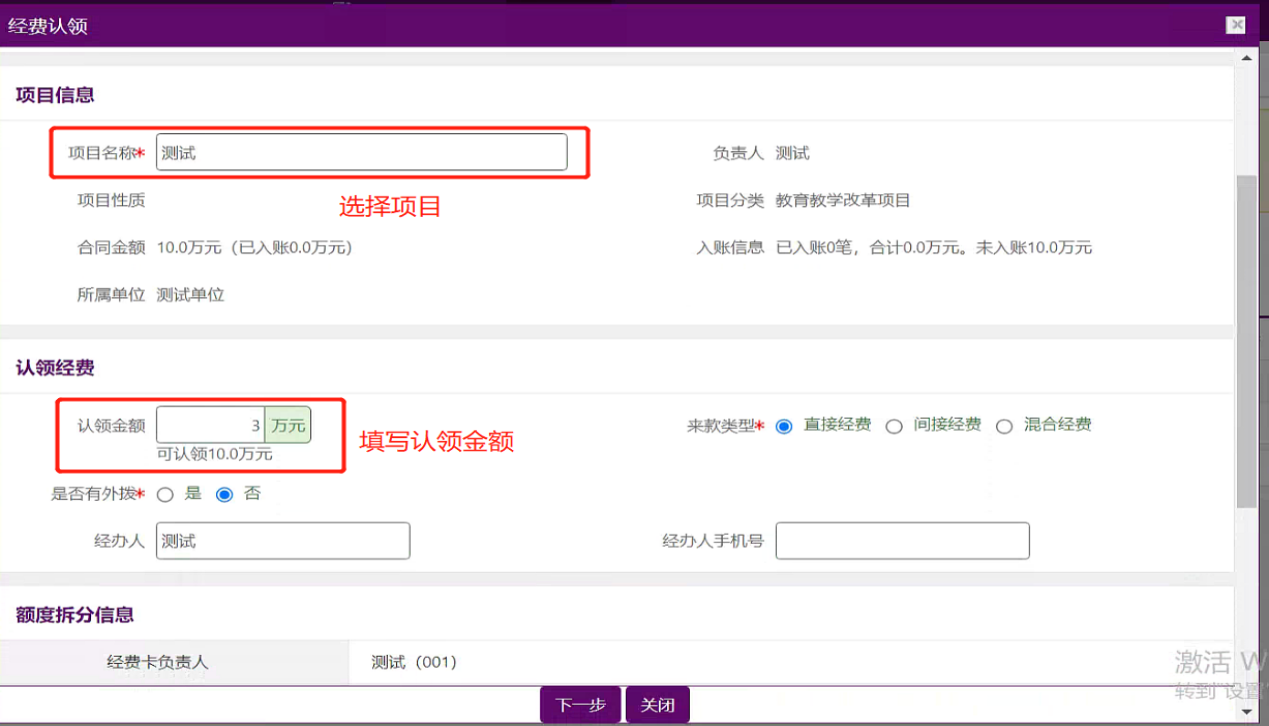 经费认领
项目信息
项目名称* 测试 负责人 测试
项目性质 选择项目 项目分类 教育教学改革项目
合同金额 10.0万元（已入账0.0万元） 入账信息 已入账0笔，合计0.0万元。未入账10.0万元
所属单位 测试单位
认领经费
认领金额 3 万元 填写认领金额 来款类型* 直接经费 间接经费 混合经费
可认领10.0万元
是否有外拨* 是 否
经办人 测试 经办人手机号
额度拆分信息
经费卡负责人 测试（001）
激活 W
转到"设置"
下一步 关闭